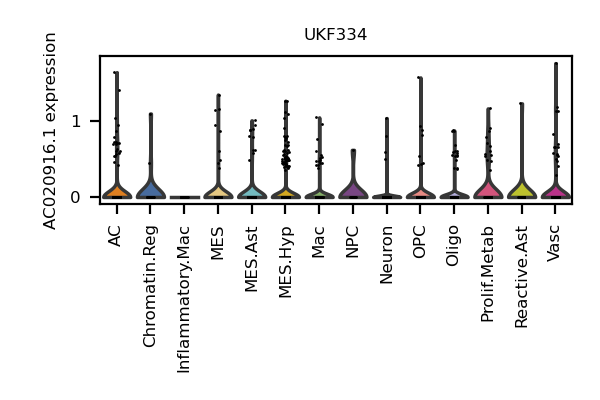 UKF334
AC020916.1 expression
1
0
AC
Chromatin.Reg
Inflammatory.Mac
MES
MES.Ast
MES.Hyp
Mac
NPC
Neuron
OPC
Oligo
Prolif.Metab
Reactive.Ast
Vasc